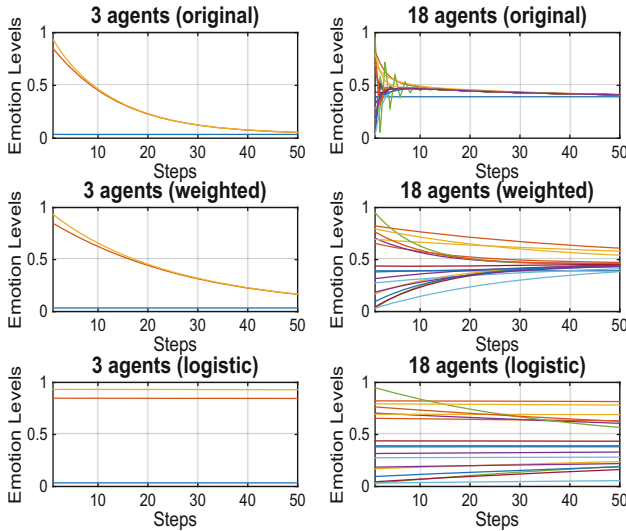 3 agents (original)
Emotion Levels
1
0.5
0
10 20 30 40 50
Steps
18 agents (original)
Emotion Levels
1
0.5
0
10 20 30 40 50
Steps
3 agents (weighted)
Emotion Levels
1
0.5
0
10 20 30 40 50
Steps
18 agents (weighted)
Emotion Levels
1
0.5
0
10 20 30 40 50
Steps
3 agents (logistic)
Emotion Levels
1
0.5
0
10 20 30 40 50
Steps
18 agents (logistic)
Emotion Levels
1
0.5
0
10 20 30 40 50
Steps